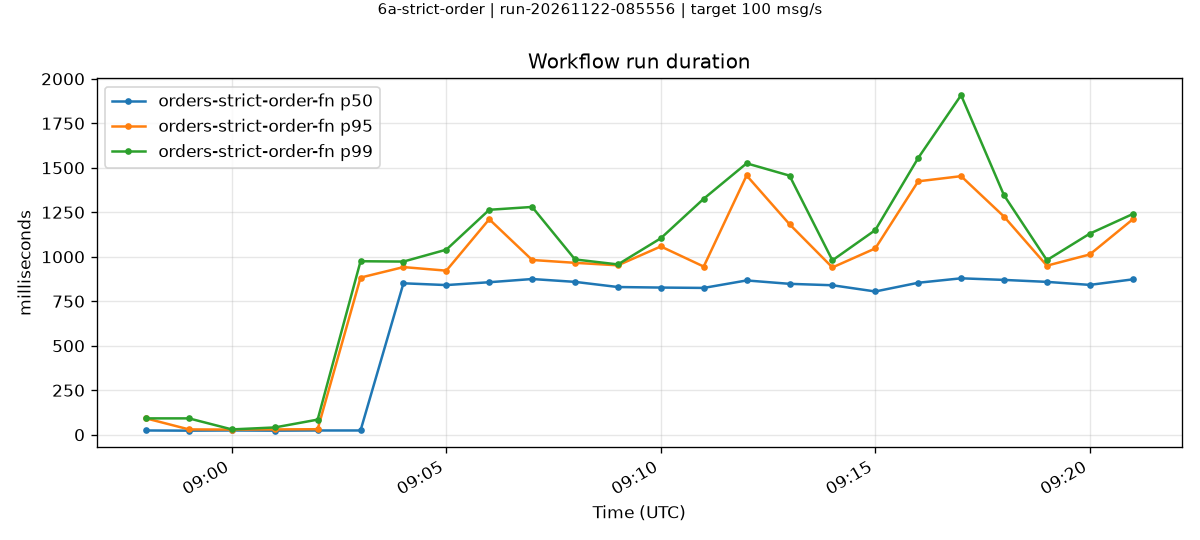 6a-strict-order | run-20261122-085556 | target 100 msg/s
Workflow run duration
2000
1750
1500
1250
1000
750
500
250
0
milliseconds
orders-strict-order-fn p50
orders-strict-order-fn p95
orders-strict-order-fn p99
09:00
09:05
09:10
09:15
09:20
Time (UTC)